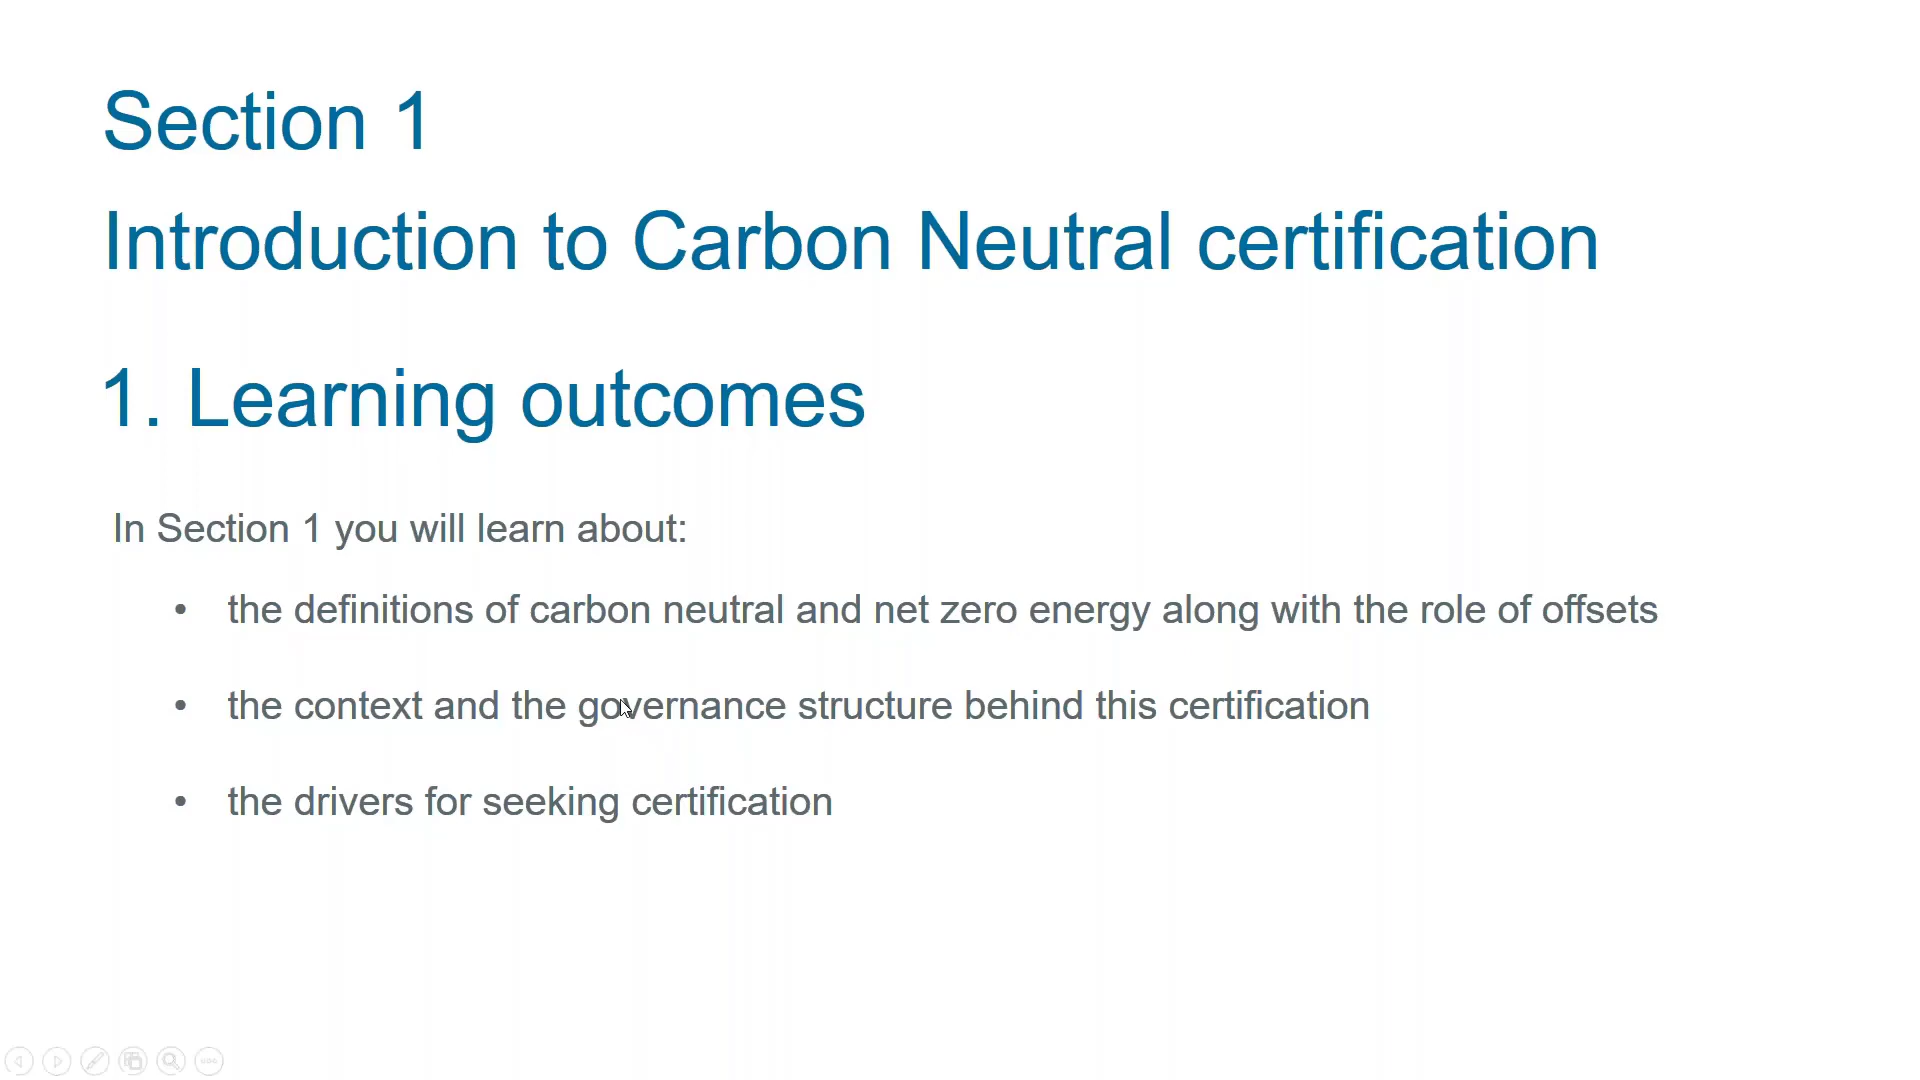 Section 1
Introduction to Carbon Neutral certification
1. Learning outcomes
In Section 1 you will learn about:
• the definitions of carbon neutral and net zero energy along with the role of offsets
• the context and the governance structure behind this certification
• the drivers for seeking certification